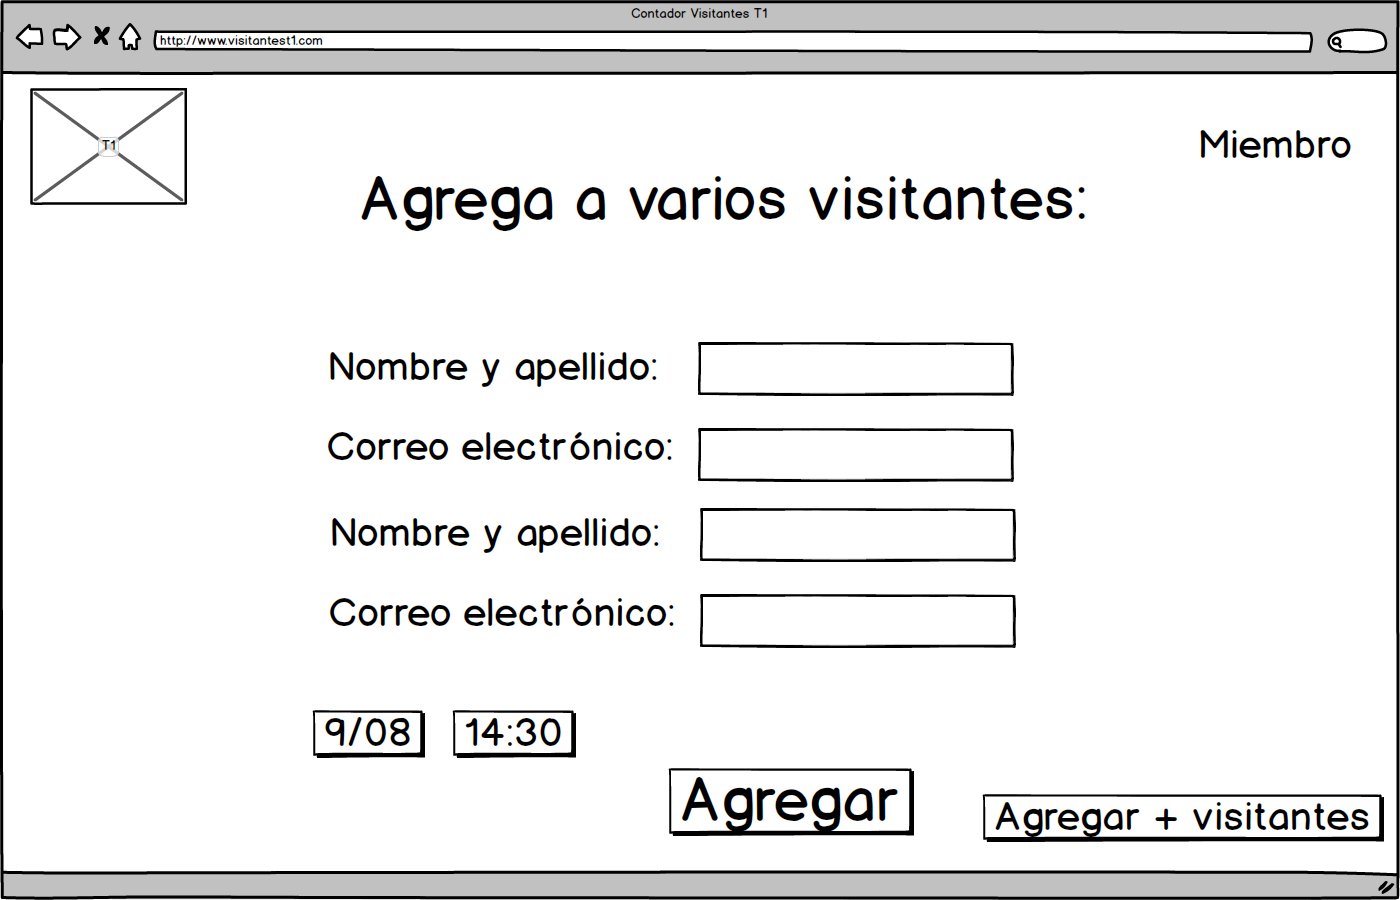 Contador Visitantes T1
http://www.visitantest1.com
T1
Miembro
Agrega a varios visitantes:
Nombre y apellido:
Correo electrónico:
Nombre y apellido:
Correo electrónico:
9/08 14:30
Agregar
Agregar + visitantes